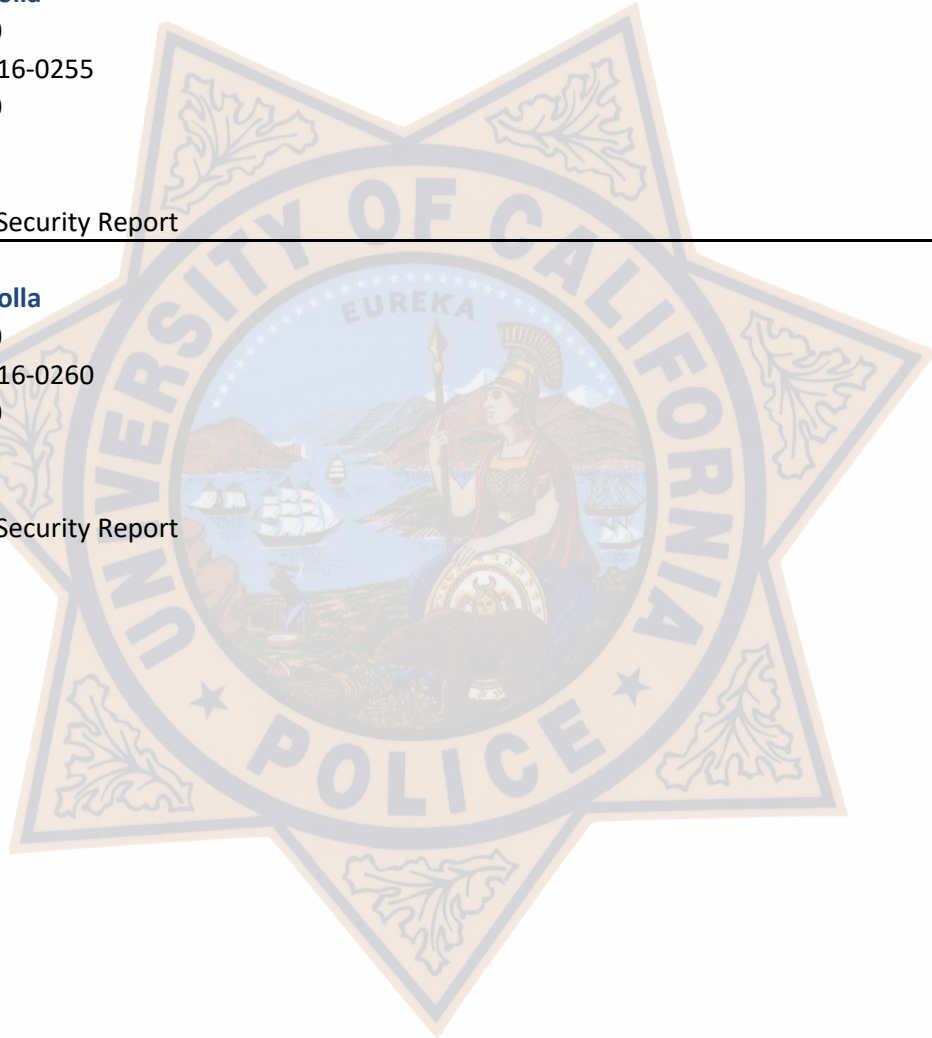 olla
)
16-0255
)
Security Report
olla
)
16-0260
)
Security Report
UNIVERSITY OF CALIFORNIA
EUREKA
POLICE